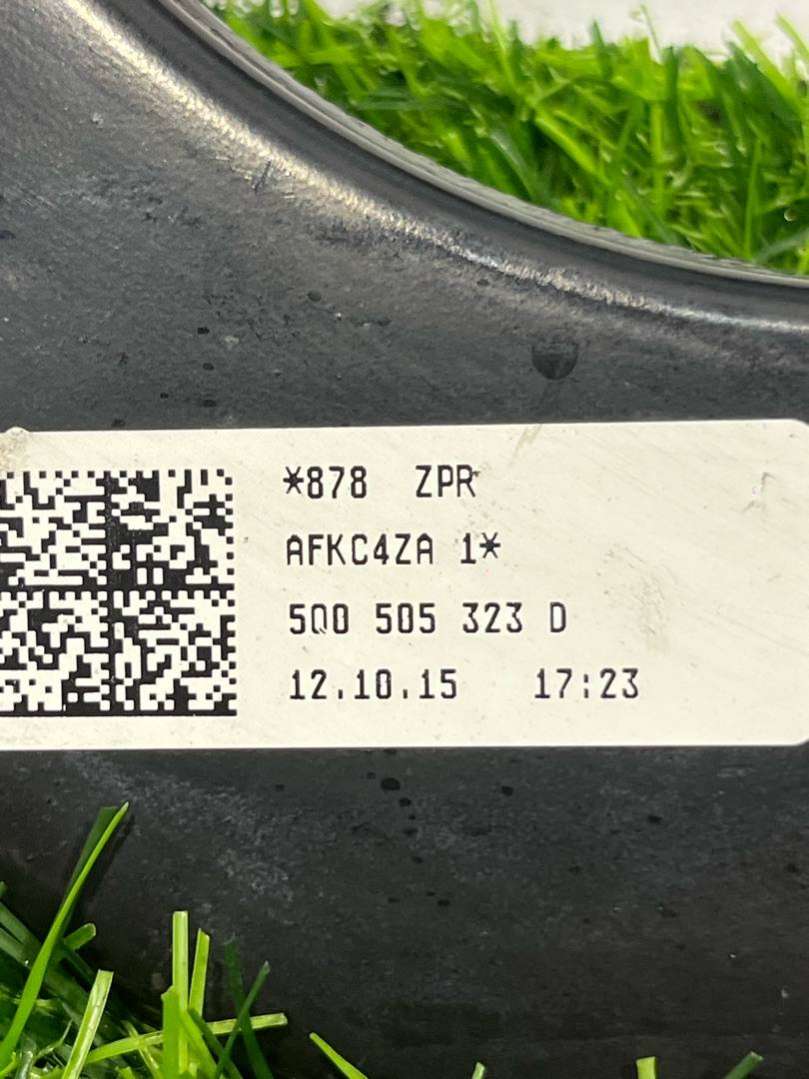 *878 ZPR
AFKC4ZA 1*
5Q0 505 323 D
12.10.15 17:23